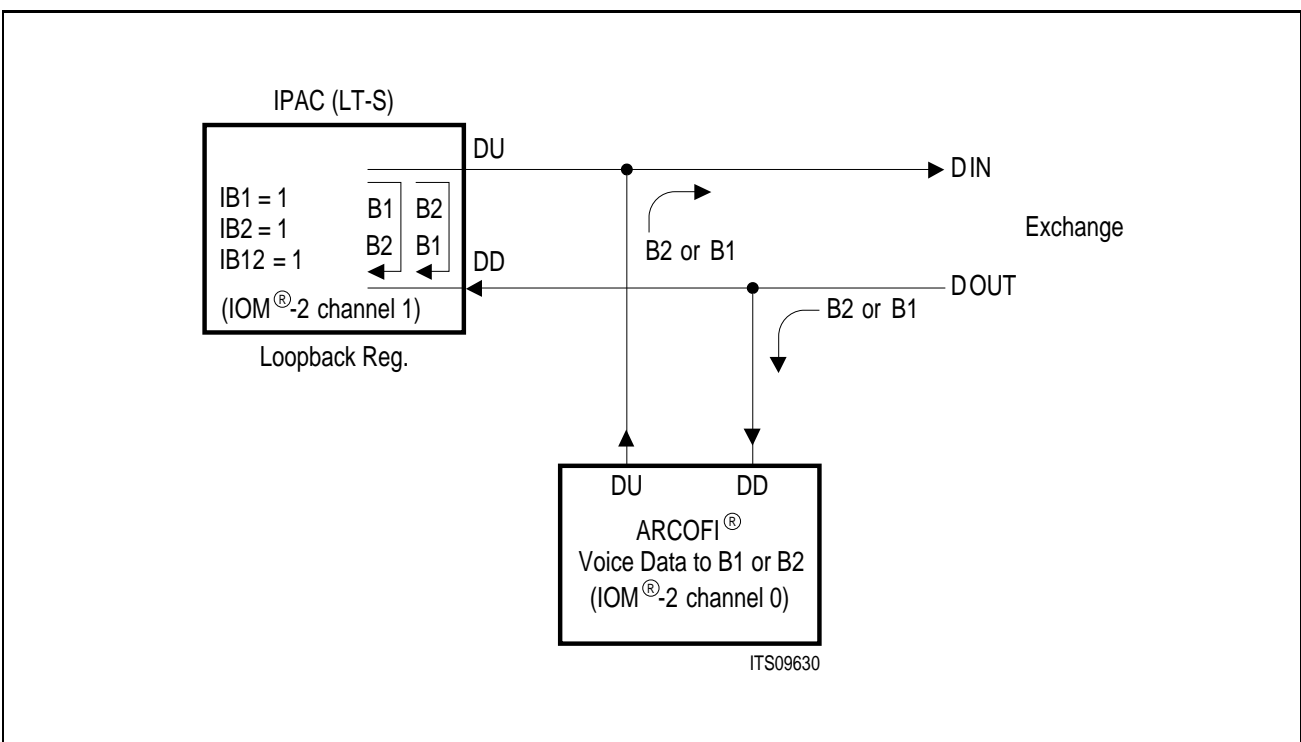 IPAC (LT-S)
DU
DIN
IB1 = 1
IB2 = 1
IB12 = 1
B1
B2
B2
B1
DD
B2 or B1
Exchange
DOUT
B2 or B1
(IOM®-2 channel 1)
Loopback Reg.
DU
DD
ARCOFI®
Voice Data to B1 or B2
(IOM®-2 channel 0)
ITS09630